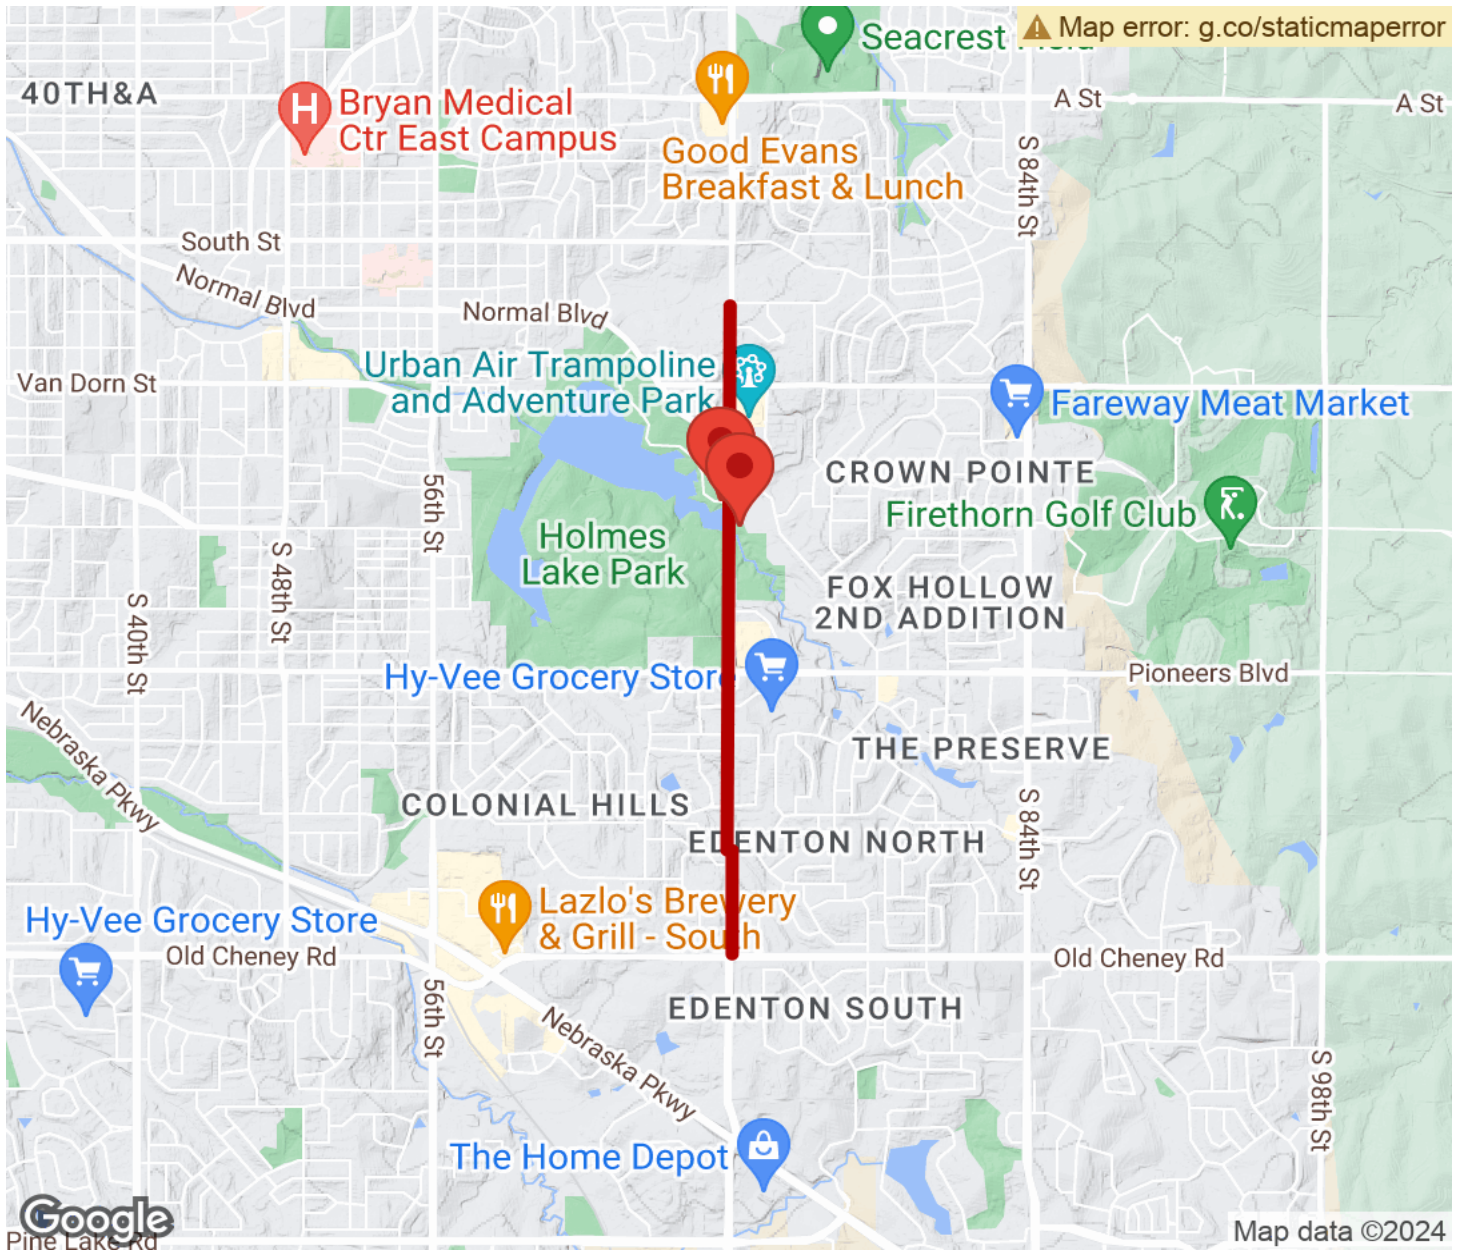 Map error: g.co/staticmaperror
Seacrest Field
40TH&A
A St
A St
Bryan Medical
Ctr East Campus
Good Evans
Breakfast & Lunch
S 84th St
South St
Normal Blvd
Normal Blvd
Urban Air Trampoline
and Adventure Park
Van Dorn St
Fareway Meat Market
CROWN POINTE
56th St
Firethorn Golf Club
Holmes
Lake Park
S 48th St
FOX HOLLOW
2ND ADDITION
S 40th St
Hy-Vee Grocery Store
Pioneers Blvd
Nebraska Pkwy
THE PRESERVE
COLONIAL HILLS
S 84th St
EDENTON NORTH
Lazlo's Brewery
& Grill - South
Hy-Vee Grocery Store
Old Cheney Rd
Old Cheney Rd
56th St
EDENTON SOUTH
Nebraska Pkwy
S 98th St
The Home Depot
Google
Pine Lake Rd
Map data ©2024